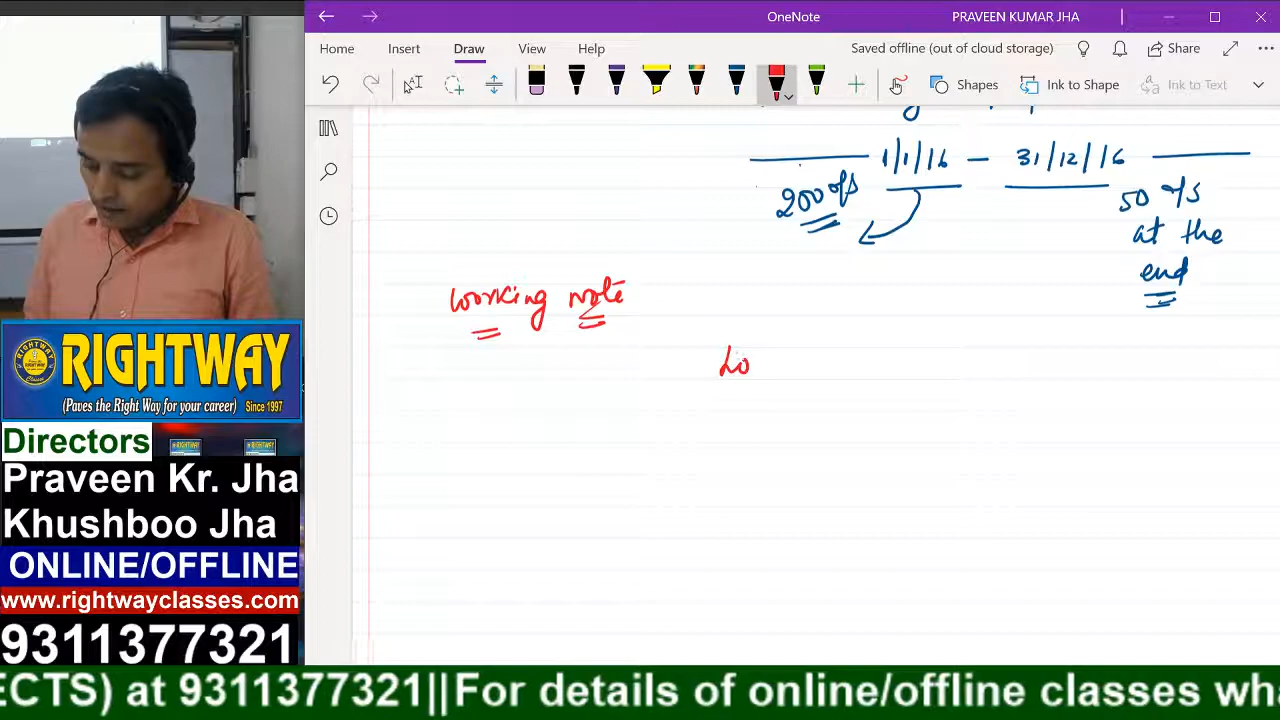 OneNote
PRAVEEN KUMAR JHA
Home Insert Draw View Help
Saved offline (out of cloud storage)
Share
Shapes
Ink to Shape
Ink to Text
1/1/16 - 31/12/16
200 o/s
50 o/s
at the
end
Working note
Lo
RIGHTWAY
(Paves the Right Way for your career) Since 1997
Directors
Praveen Kr. Jha
Khushboo Jha
ONLINE/OFFLINE
www.rightwayclasses.com
9311377321
ECTS) at 9311377321||For details of online/offline classes wha